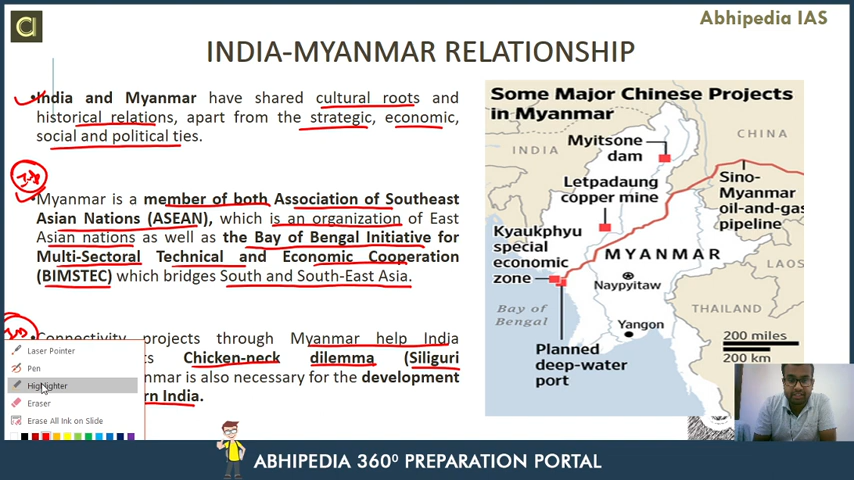 Abhipedia IAS
INDIA-MYANMAR RELATIONSHIP
•India and Myanmar have shared cultural roots and
historical relations, apart from the strategic, economic,
social and political ties.
•Myanmar is a member of both Association of Southeast
Asian Nations (ASEAN), which is an organization of East
Asian nations as well as the Bay of Bengal Initiative for
Multi-Sectoral Technical and Economic Cooperation
(BIMSTEC) which bridges South and South-East Asia.
•Connectivity projects through Myanmar help India
Chicken-neck dilemma (Siliguri
is also necessary for the development
India.
Laser Pointer
Pen
Highlighter
Eraser
Erase All Ink on Slide
Some Major Chinese Projects
in Myanmar
CHINA
INDIA
Myitsone
dam
Letpadaung
copper mine
Sino-
Myanmar
oil-and-gas
pipeline
Kyaukphyu
special
economic
zone
MYANMAR
LAOS
Naypyitaw
Bay of
Bengal
THAILAND
Yangon
200 miles
200 km
Planned
deep-water
port
ABHIPEDIA 360⁰ PREPARATION PORTAL